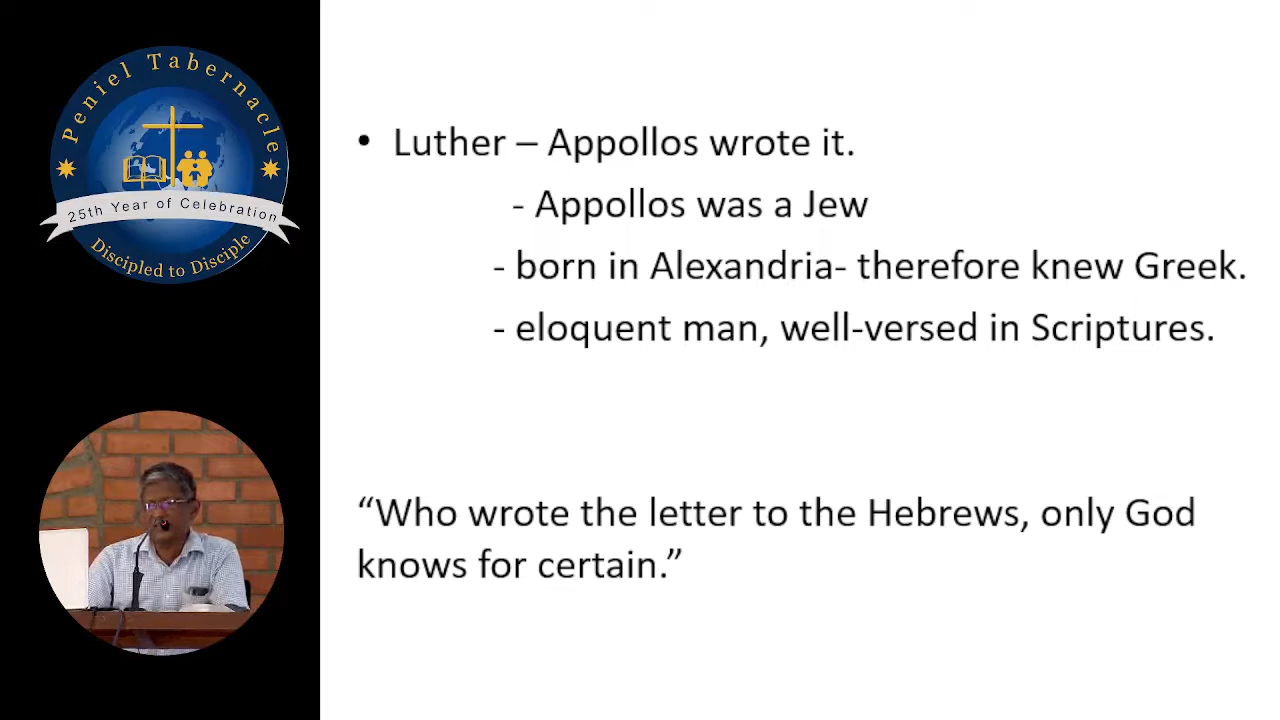 Peniel Tabernacle
25th Year of Celebration
Discipled to Disciple
• Luther – Appollos wrote it.
- Appollos was a Jew
- born in Alexandria- therefore knew Greek.
- eloquent man, well-versed in Scriptures.
“Who wrote the letter to the Hebrews, only God
knows for certain.”